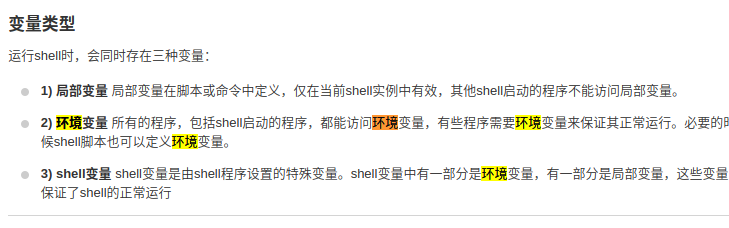 变量类型
运行shell时，会同时存在三种变量：
1) 局部变量 局部变量在脚本或命令中定义，仅在当前shell实例中有效，其他shell启动的程序不能访问局部变量。
2) 环境变量 所有的程序，包括shell启动的程序，都能访问环境变量，有些程序需要环境变量来保证其正常运行。必要的时
候shell脚本也可以定义环境变量。
3) shell变量 shell变量是由shell程序设置的特殊变量。shell变量中有一部分是环境变量，有一部分是局部变量，这些变量
保证了shell的正常运行